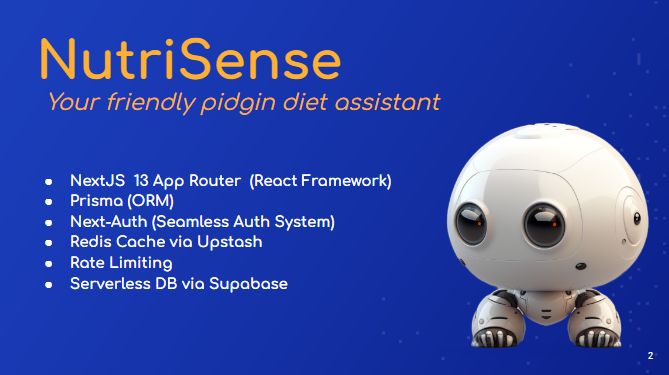 NutriSense
Your friendly pidgin diet assistant
● NextJS 13 App Router (React Framework)
● Prisma (ORM)
● Next-Auth (Seamless Auth System)
● Redis Cache via Upstash
● Rate Limiting
● Serverless DB via Supabase
2